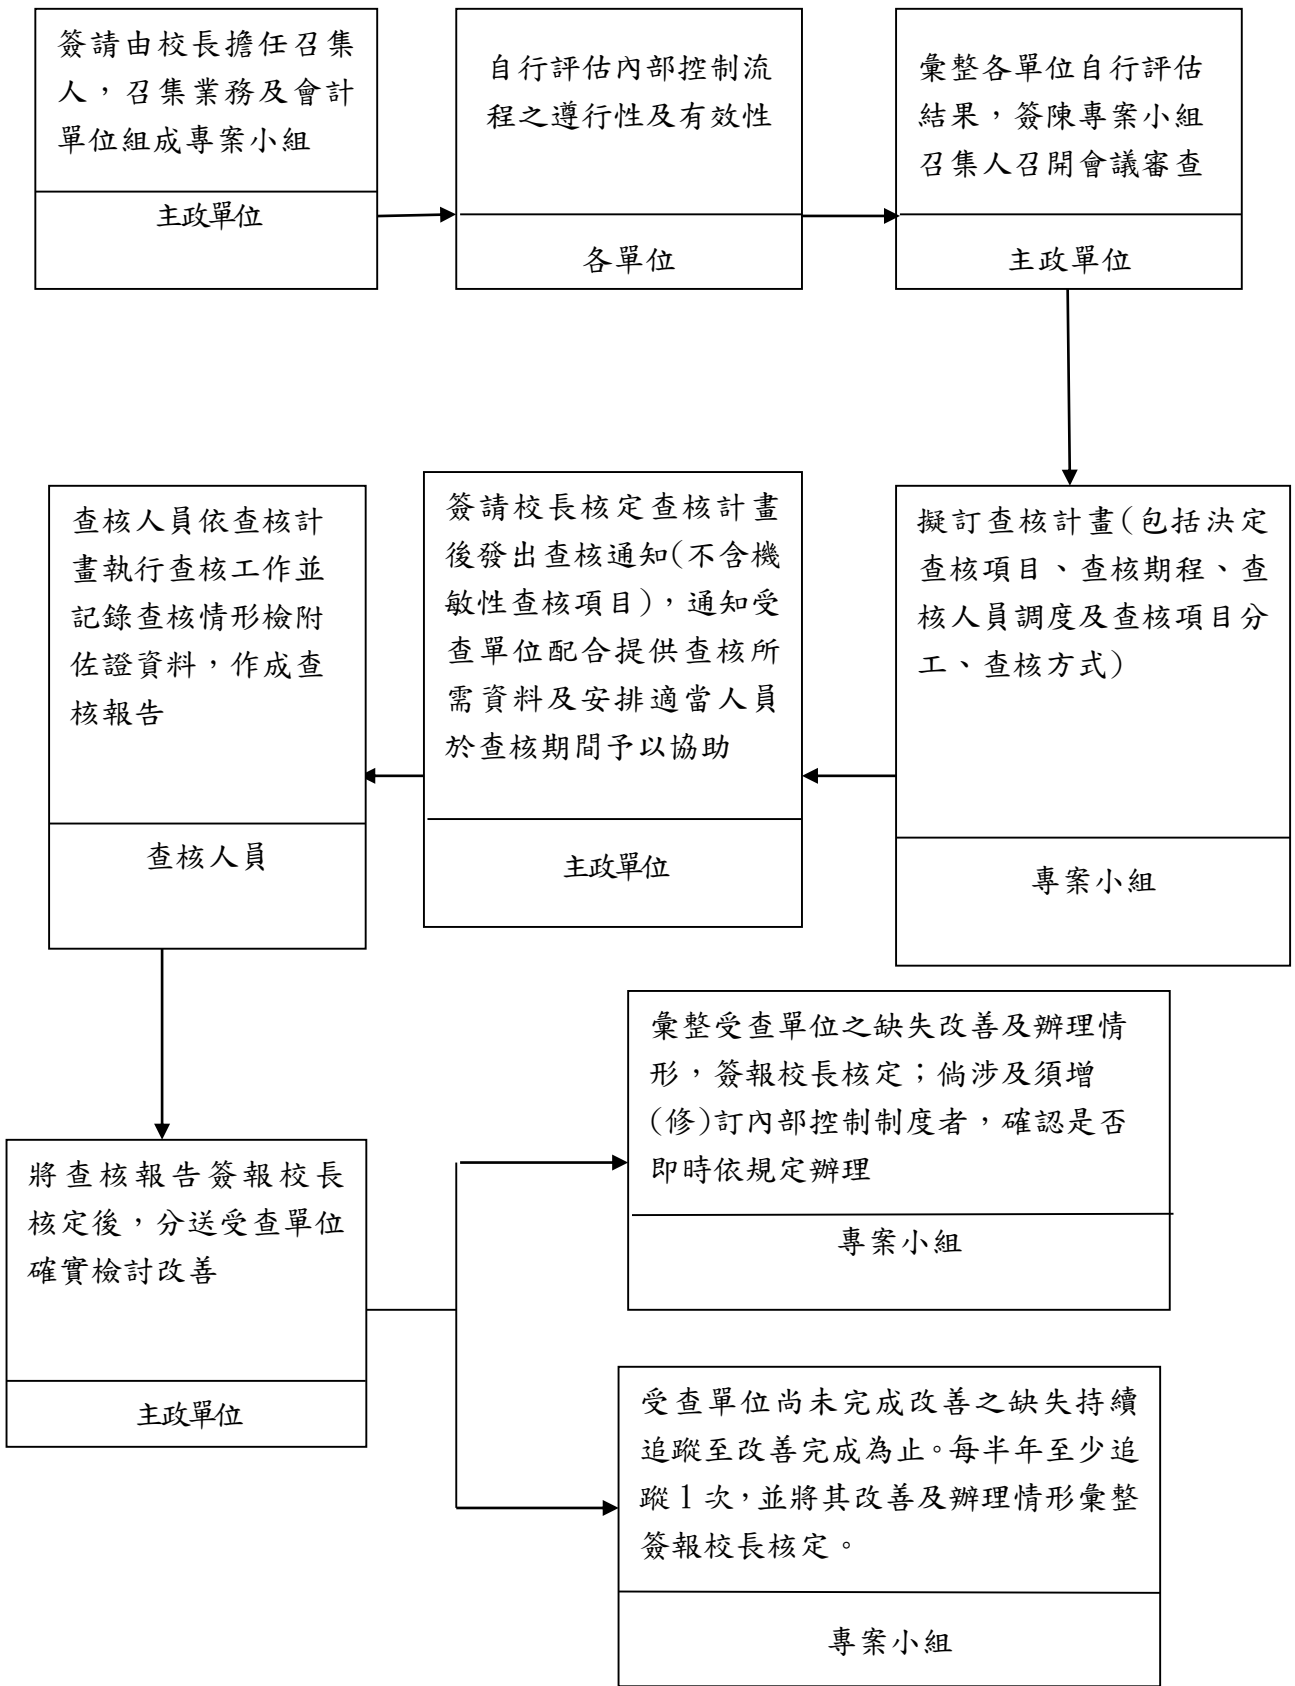 簽請由校長擔任召集
人，召集業務及會計
單位組成專案小組
主政單位
自行評估內部控制流
程之遵行性及有效性
各單位
彙整各單位自行評估
結果，簽陳專案小組
召集人召開會議審查
主政單位
擬訂查核計畫(包括決定
查核項目、查核期程、查
核人員調度及查核項目分
工、查核方式)
專案小組
簽請校長核定查核計畫
後發出查核通知(不含機
敏性查核項目)，通知受
查單位配合提供查核所
需資料及安排適當人員
於查核期間予以協助
主政單位
查核人員依查核計
畫執行查核工作並
記錄查核情形檢附
佐證資料，作成查
核報告
查核人員
將查核報告簽報校長
核定後，分送受查單位
確實檢討改善
主政單位
彙整受查單位之缺失改善及辦理情
形，簽報校長核定；倘涉及須增
(修)訂內部控制制度者，確認是否
即時依規定辦理
專案小組
受查單位尚未完成改善之缺失持續
追蹤至改善完成為止。每半年至少追
蹤1次，並將其改善及辦理情形彙整
簽報校長核定。
專案小組